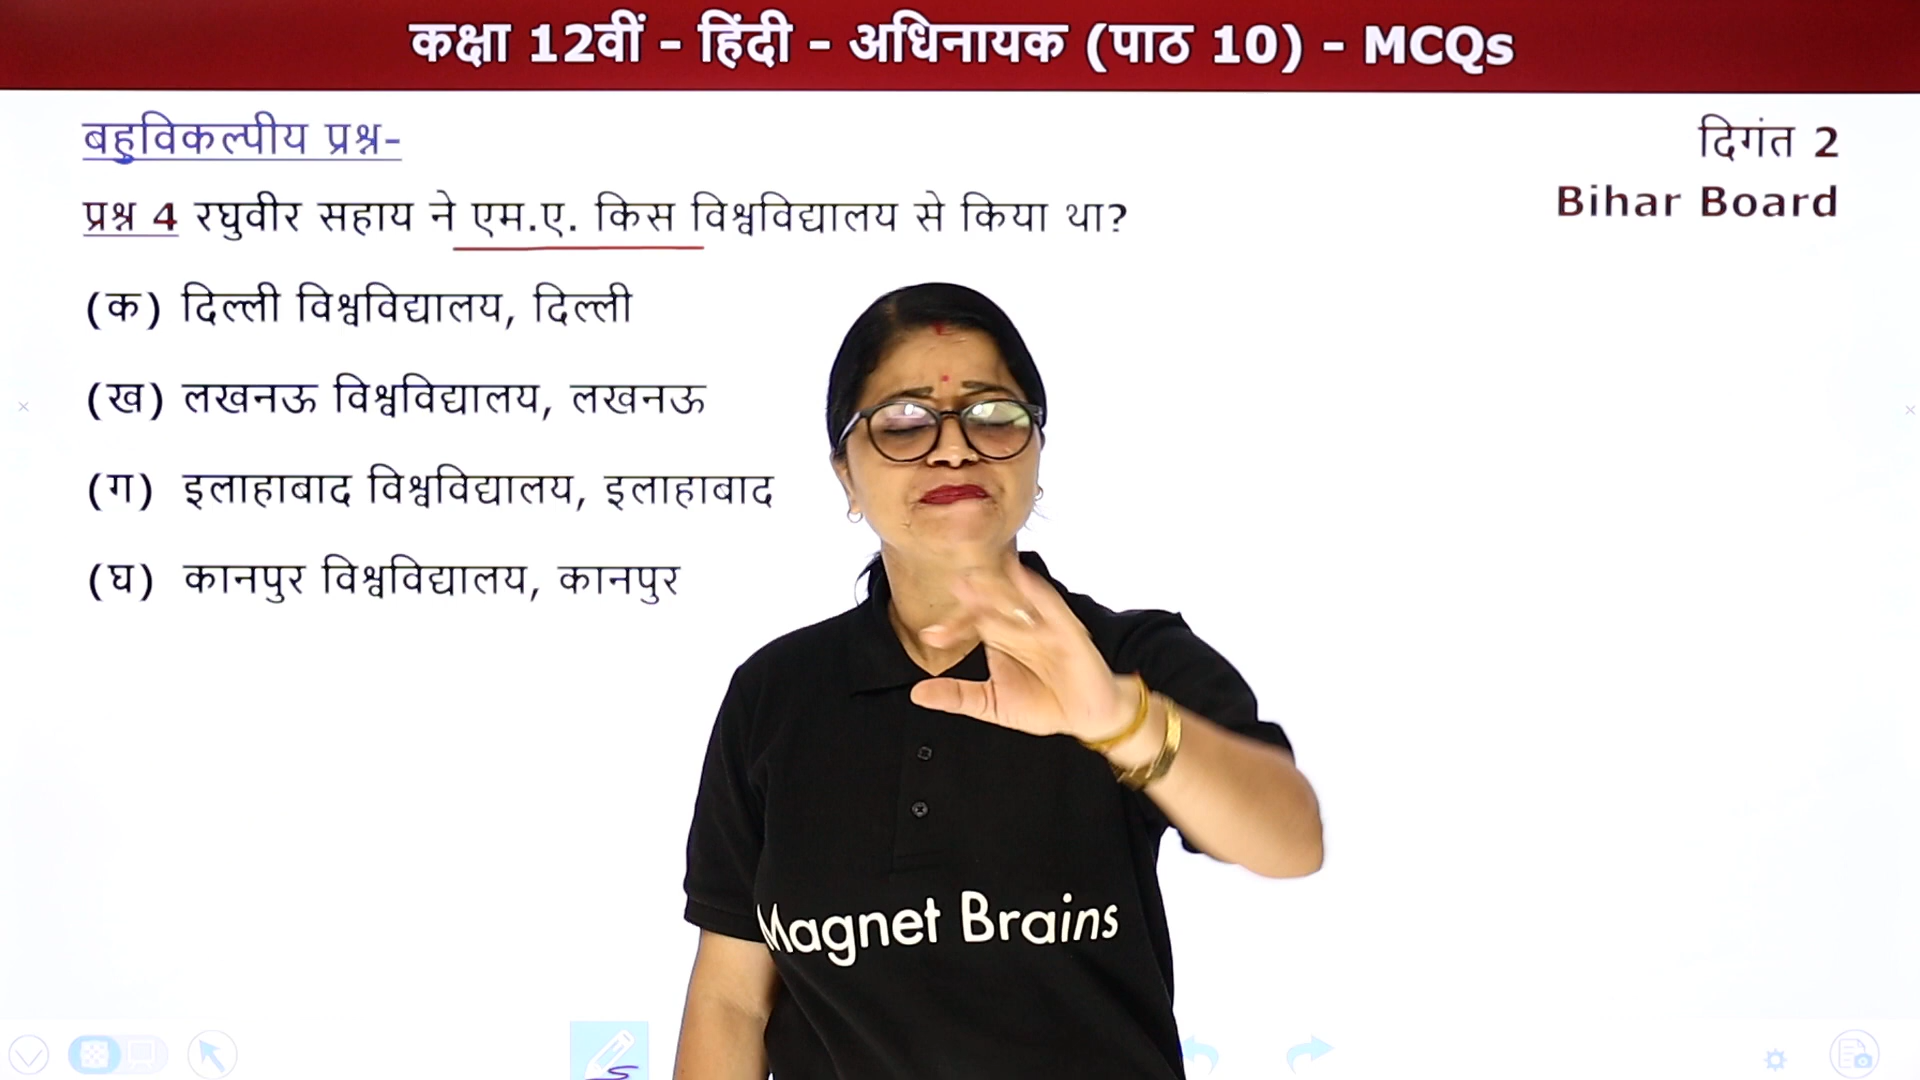 कक्षा 12वीं - हिंदी - अधिनायक (पाठ 10) - MCQs
बहुविकल्पीय प्रश्न-
दिगंत 2
Bihar Board
प्रश्न 4 रघुवीर सहाय ने एम.ए. किस विश्वविद्यालय से किया था?
(क) दिल्ली विश्वविद्यालय, दिल्ली
(ख) लखनऊ विश्वविद्यालय, लखनऊ
(ग) इलाहाबाद विश्वविद्यालय, इलाहाबाद
(घ) कानपुर विश्वविद्यालय, कानपुर
Magnet Brains